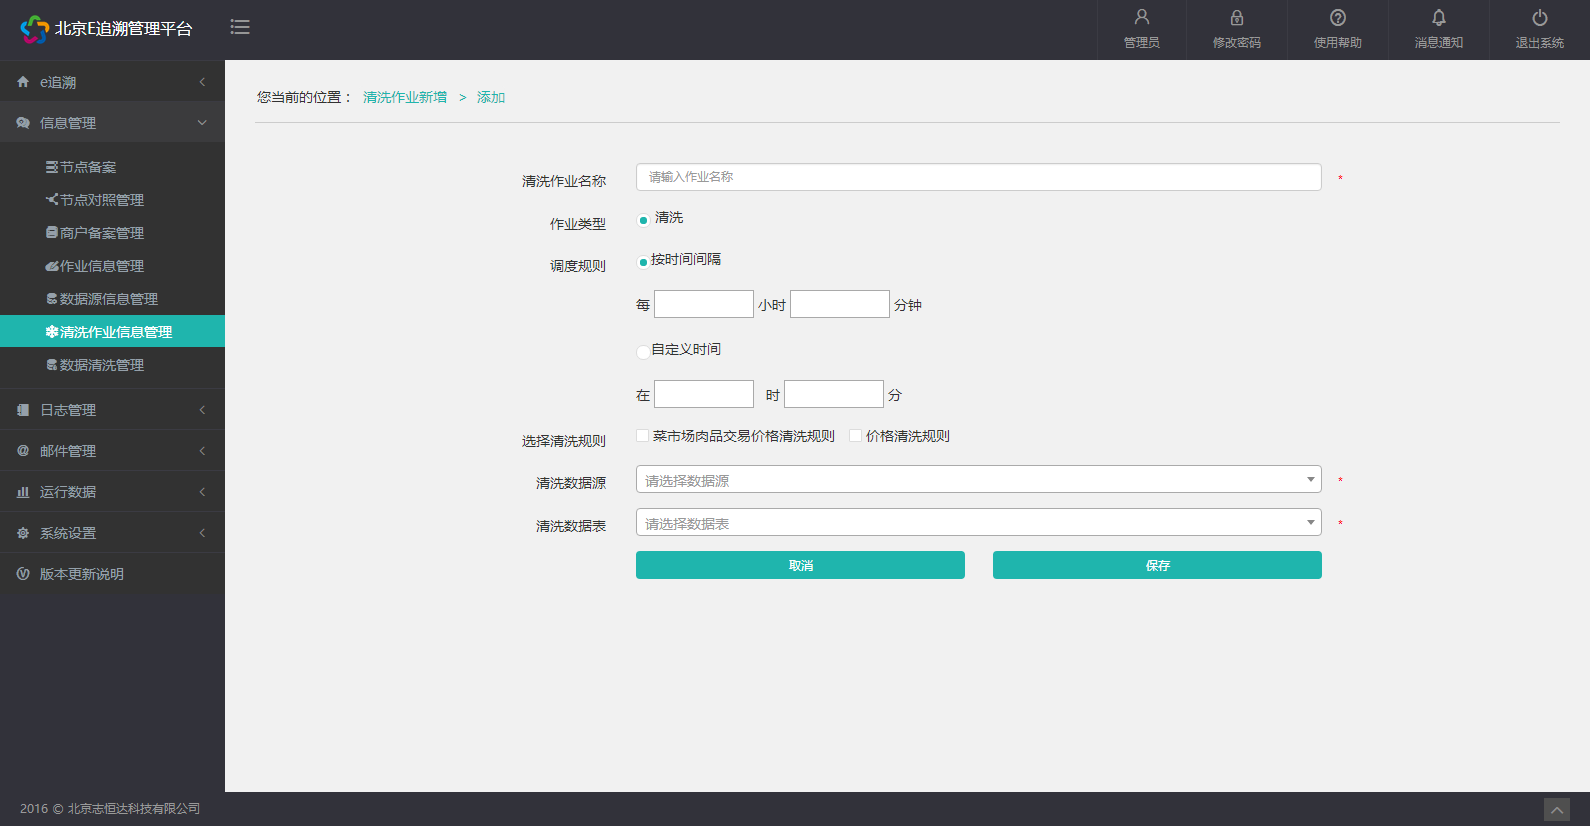 北京E追溯管理平台
管理员
修改密码
使用帮助
消息通知
退出系统
e追溯
信息管理
节点备案
节点对照管理
商户备案管理
作业信息管理
数据源信息管理
清洗作业信息管理
数据清洗管理
日志管理
邮件管理
运行数据
系统设置
版本更新说明
您当前的位置： 清洗作业新增 > 添加
清洗作业名称 请输入作业名称 *
作业类型 清洗
调度规则 按时间间隔
每 小时 分钟
自定义时间
在 时 分
选择清洗规则 菜市场肉品交易价格清洗规则 价格清洗规则
清洗数据源 请选择数据源 *
清洗数据表 请选择数据表 *
取消 保存
2016 © 北京志恒达科技有限公司